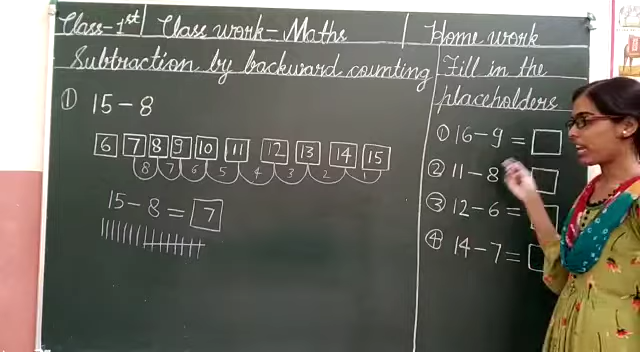 Class-1st | Class work - Maths
Subtraction by backward counting
① 15 - 8
6 7 8 9 10 11 12 13 14 15
8 7 6 5 4 3 2 1
15 - 8 = 7
Home work
Fill in the
placeholders
① 16 - 9 =
② 11 - 8
③ 12 - 6 =
④ 14 - 7 =